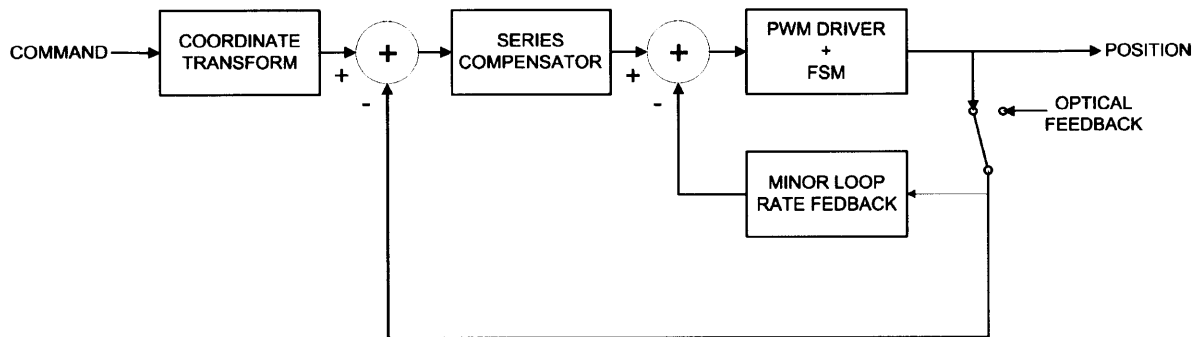 COMMAND
COORDINATE
TRANSFORM
+
+
-
SERIES
COMPENSATOR
+
+
-
PWM DRIVER
+
FSM
POSITION
OPTICAL
FEEDBACK
MINOR LOOP
RATE FEDBACK